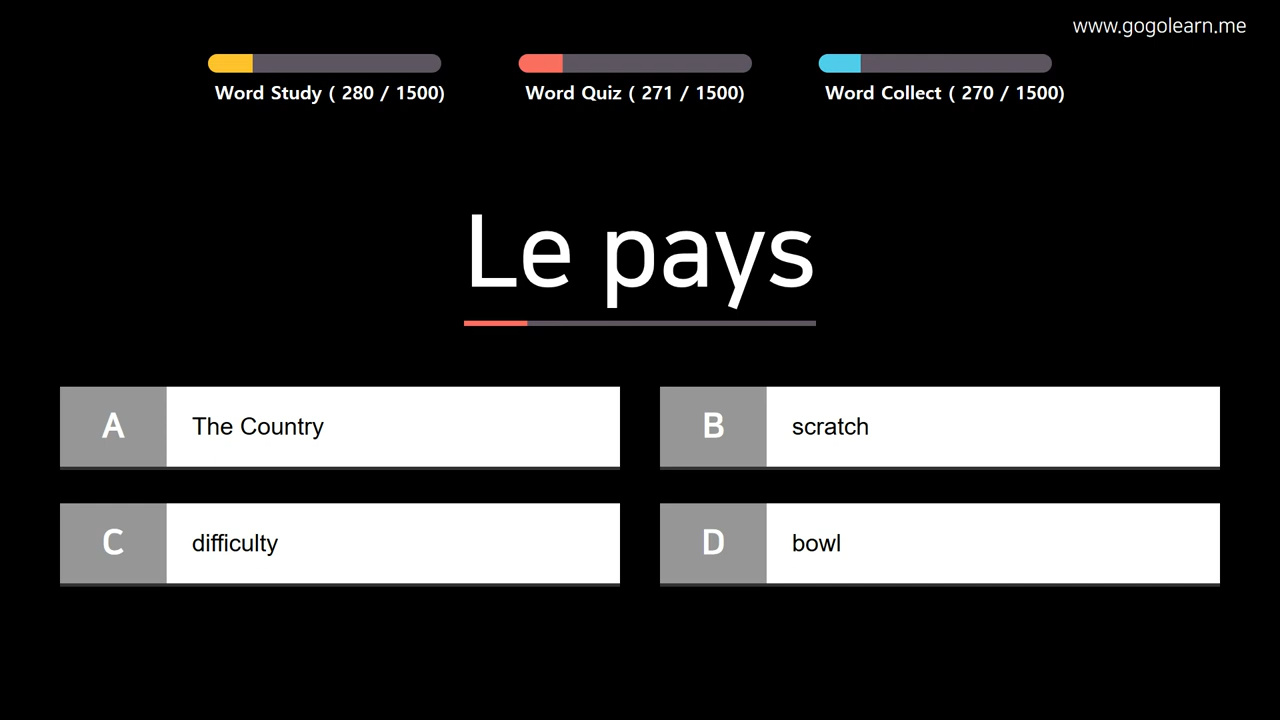 www.gogolearn.me
Word Study ( 280 / 1500)
Word Quiz ( 271 / 1500)
Word Collect ( 270 / 1500)
Le pays
A The Country
B scratch
C difficulty
D bowl